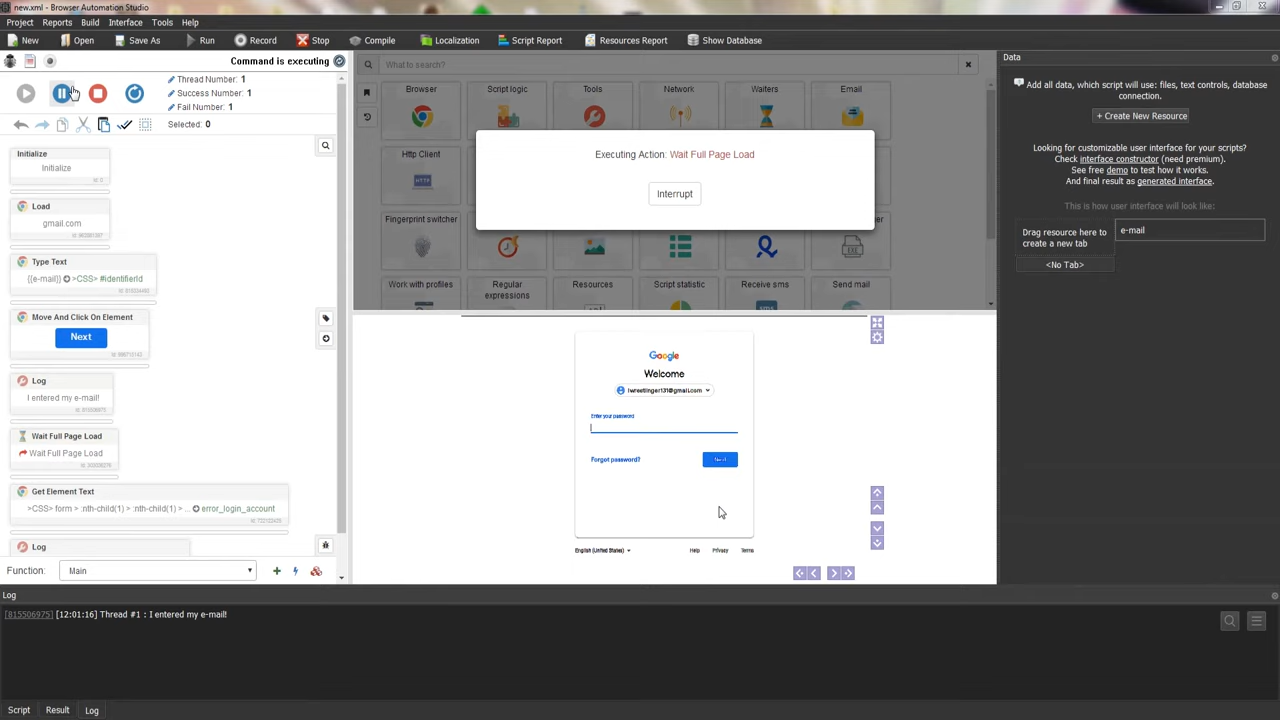 new.xml - Browser Automation Studio
Project Reports Build Interface Tools Help
New Open Save As Run Record Stop Compile Localization Script Report Resources Report Show Database
Command is executing
Thread Number: 1
Success Number: 1
Fail Number: 1
Selected: 0
Initialize
Initialize
Load
gmail.com
Type Text
{{e-mail}} >CSS> #identifierId
Move And Click On Element
Next
Log
I entered my e-mail!
Wait Full Page Load
Wait Full Page Load
Get Element Text
>CSS> form > :nth-child(1) > :nth-child(1) > ... error_login_account
Log
Function: Main
What to search?
Browser Script logic Tools Network Waiters Email
Http Client
HTTP
Fingerprint switcher
Work with profiles Regular expressions Resources Script statistic Receive sms Send mail
Executing Action: Wait Full Page Load
Interrupt
Google
Welcome
Enter your password
Forgot password?
Next
English (United States) Help Privacy Terms
Data
Add all data, which script will use: files, text controls, database
connection.
+ Create New Resource
Looking for customizable user interface for your scripts?
Check interface constructor (need premium).
See free demo to test how it works.
And final result as generated interface.
This is how user interface will look like:
Drag resource here to
create a new tab
e-mail
<No Tab>
Log
[815506975] [12:01:16] Thread #1 : I entered my e-mail!
Script Result Log